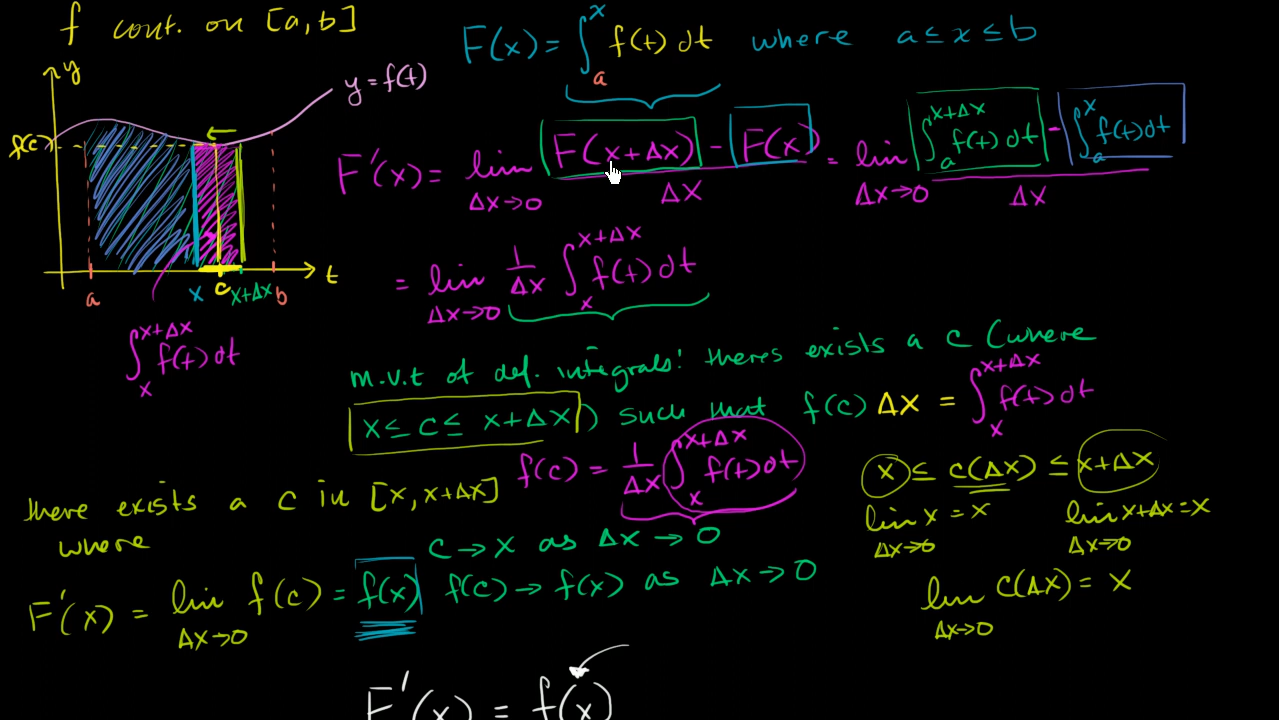 f cont. on [a,b]
F(x) = ∫_a^x f(t) dt where a ≤ x ≤ b
y
y = f(t)
f(c)
a x c x+Δx b t
∫_x^{x+Δx} f(t) dt
F'(x) = lim_{Δx→0} (F(x+Δx) - F(x))/Δx = lim_{Δx→0} (∫_a^{x+Δx} f(t) dt - ∫_a^x f(t) dt)/Δx
= lim_{Δx→0} 1/Δx ∫_x^{x+Δx} f(t) dt
m.v.t of def. integrals: theres exists a c (where
x ≤ c ≤ x+Δx) such that f(c) Δx = ∫_x^{x+Δx} f(t) dt
f(c) = 1/Δx ∫_x^{x+Δx} f(t) dt
x ≤ c(Δx) ≤ x+Δx
lim_{Δx→0} x = x lim_{Δx→0} x+Δx = x
lim_{Δx→0} c(Δx) = x
there exists a c in [x, x+Δx]
where
c → x as Δx → 0
F'(x) = lim_{Δx→0} f(c) = f(x) f(c) → f(x) as Δx → 0
F'(x) = f(x)